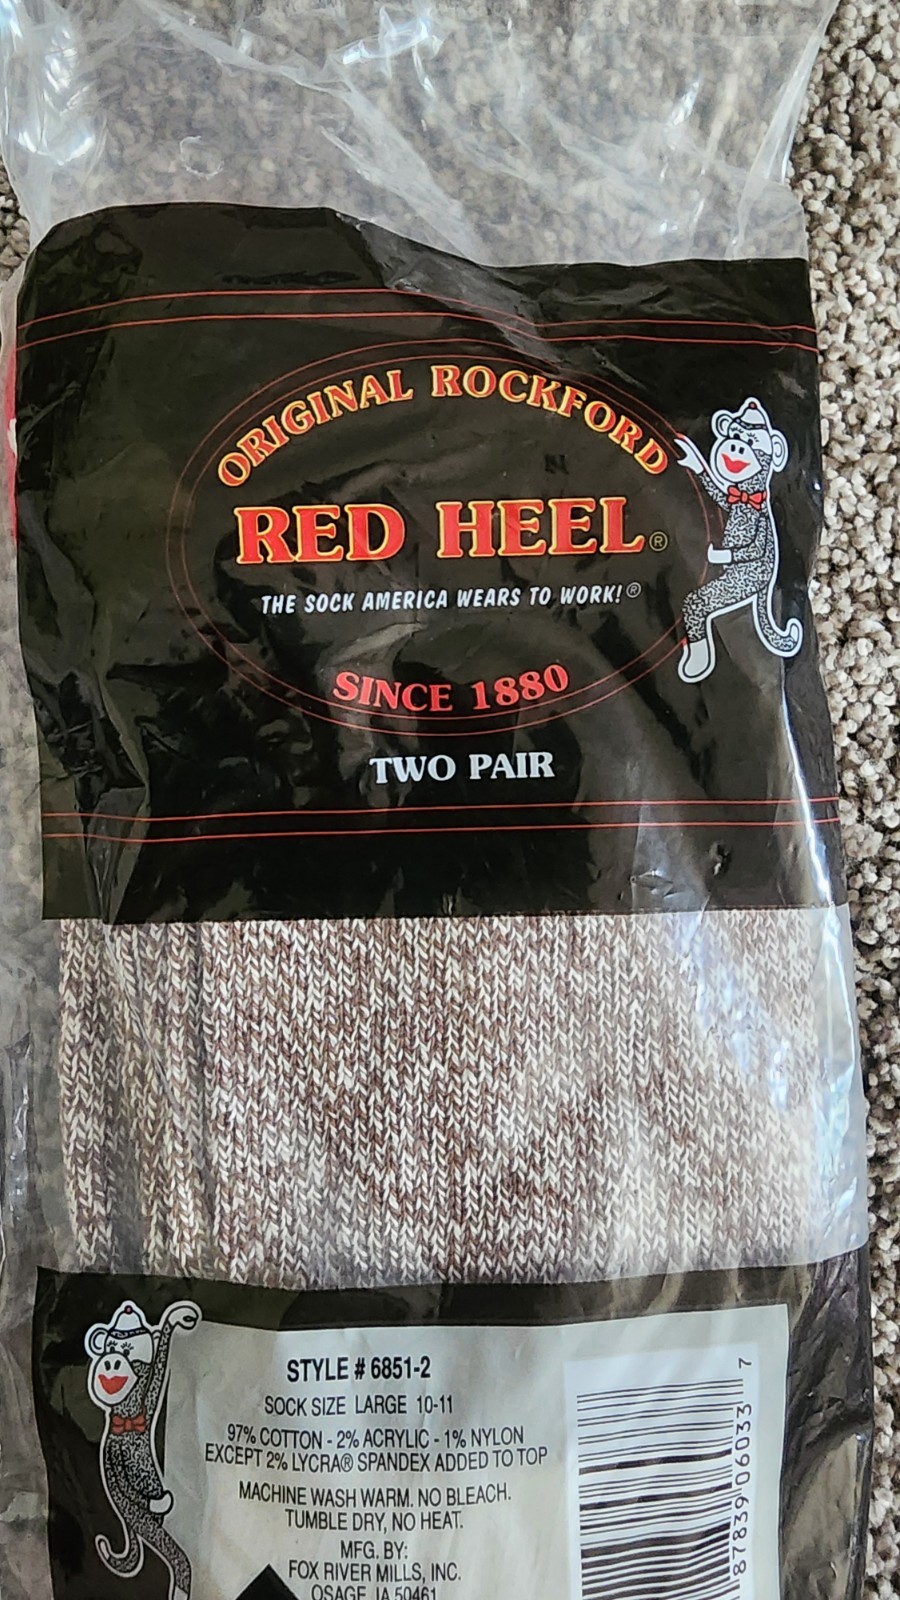 ORIGINAL ROCKFORD
RED HEEL®
THE SOCK AMERICA WEARS TO WORK!®
SINCE 1880
TWO PAIR
STYLE # 6851-2
SOCK SIZE LARGE 10-11
97% COTTON - 2% ACRYLIC - 1% NYLON
EXCEPT 2% LYCRA® SPANDEX ADDED TO TOP
MACHINE WASH WARM. NO BLEACH.
TUMBLE DRY, NO HEAT.
MFG. BY:
FOX RIVER MILLS, INC.
OSAGE, IA 50461
87839 06033 7